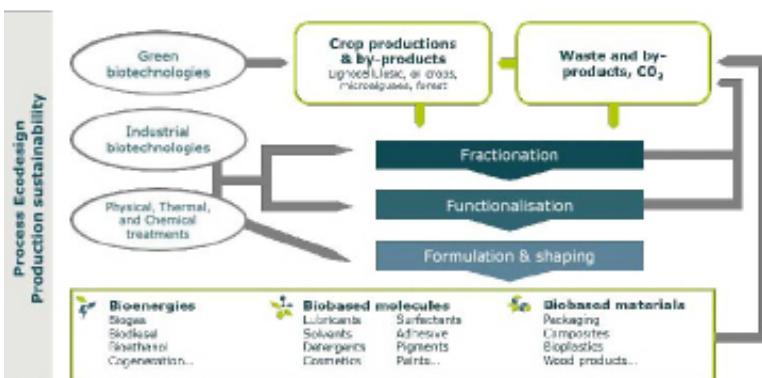 Process Ecodesign
Production sustainability
Green
biotechnologies
Crop productions
& by-products
Lignocellulosic, oil crops,
microalguaes, forest
Waste and by-
products, CO₂
Industrial
biotechnologies
Physical, Thermal,
and Chemical
treatments
Fractionation
Functionalisation
Formulation & shaping
Bioenergies
Biogas
Biodiesel
Bioethanol
Cogeneration...
Biobased molecules
Lubricants
Solvents
Detergents
Cosmetics
Surfactants
Adhesive
Pigments
Paints...
Biobased materials
Packaging
Composites
Bioplastics
Wood products...